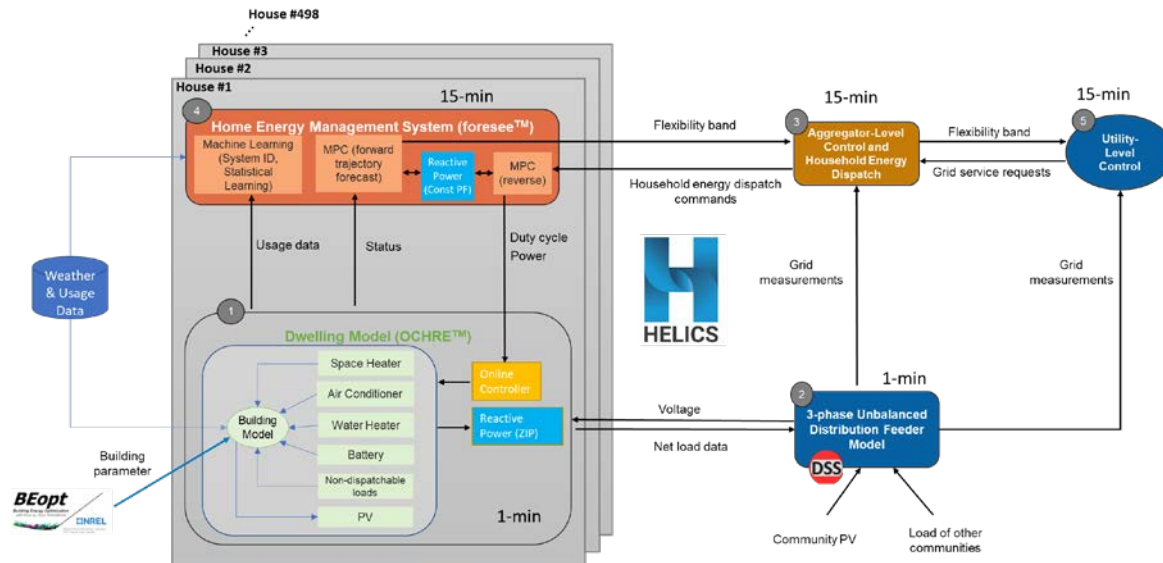 House #498
House #3
House #2
House #1
15-min
4
Home Energy Management System (foresee™)
Machine Learning
(System ID,
Statistical
Learning)
MPC (forward
trajectory
forecast)
Reactive
Power
(Const PF)
MPC
(reverse)
Flexibility band
Household energy dispatch
commands
15-min
3
Aggregator-Level
Control and
Household Energy
Dispatch
Flexibility band
Grid service requests
15-min
5
Utility-
Level
Control
Usage data
Status
Duty cycle
Power
Weather
& Usage
Data
HELICS
Grid
measurements
Grid
measurements
1
Dwelling Model (OCHRE™)
Space Heater
Air Conditioner
Water Heater
Battery
Non-dispatchable
loads
PV
Building
Model
Online
Controller
Reactive
Power (ZIP)
1-min
Voltage
Net load data
1-min
2
3-phase Unbalanced
Distribution Feeder
Model
DSS
Community PV
Load of other
communities
Building
parameter
BEopt
NREL